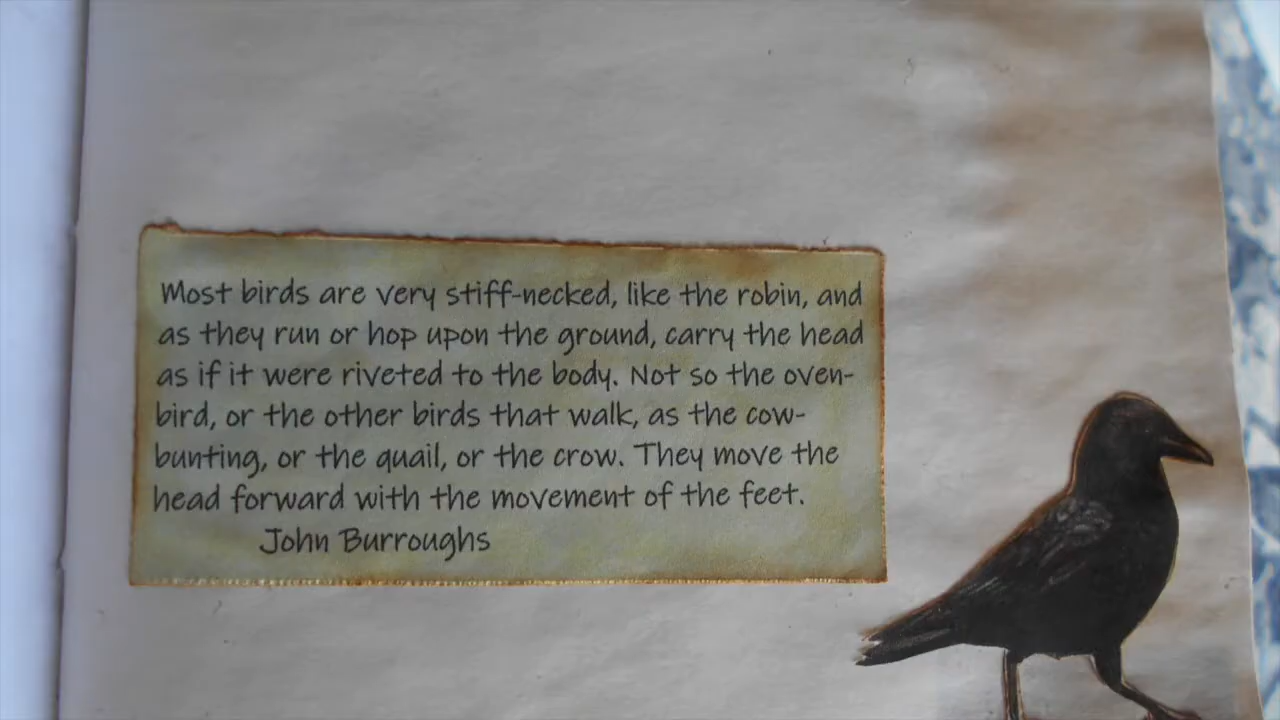 Most birds are very stiff-necked, like the robin, and
as they run or hop upon the ground, carry the head
as if it were riveted to the body. Not so the oven-
bird, or the other birds that walk, as the cow-
bunting, or the quail, or the crow. They move the
head forward with the movement of the feet.
John Burroughs